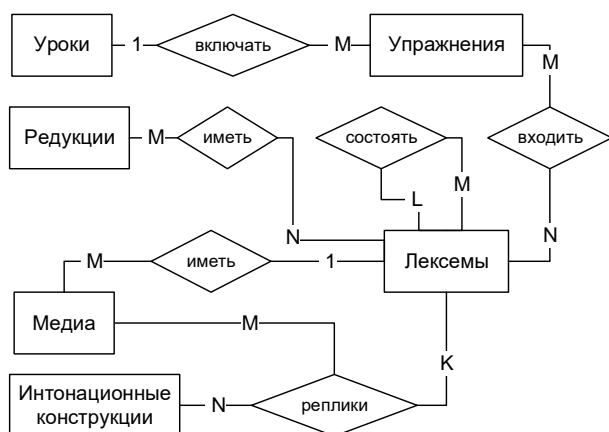 Уроки 1 включать М Упражнения
М
Редукции М иметь состоять входить
L М
N N
М иметь 1 Лексемы
Медиа М
К
Интонационные
конструкции N реплики